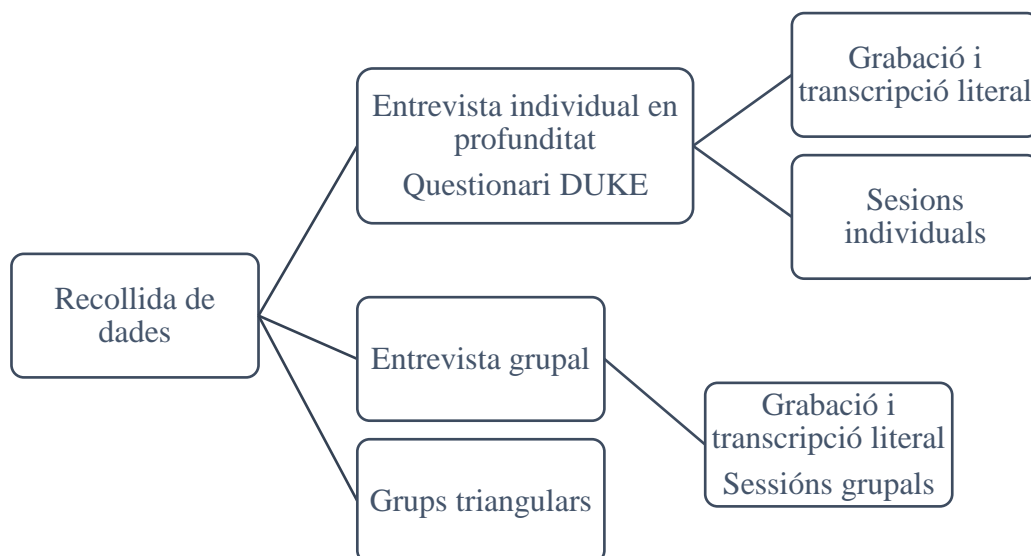 Recollida de
dades
Entrevista individual en
profunditat
Questionari DUKE
Grabació i
transcripció literal
Sesions
individuals
Entrevista grupal
Grabació i
transcripció literal
Sessións grupals
Grups triangulars